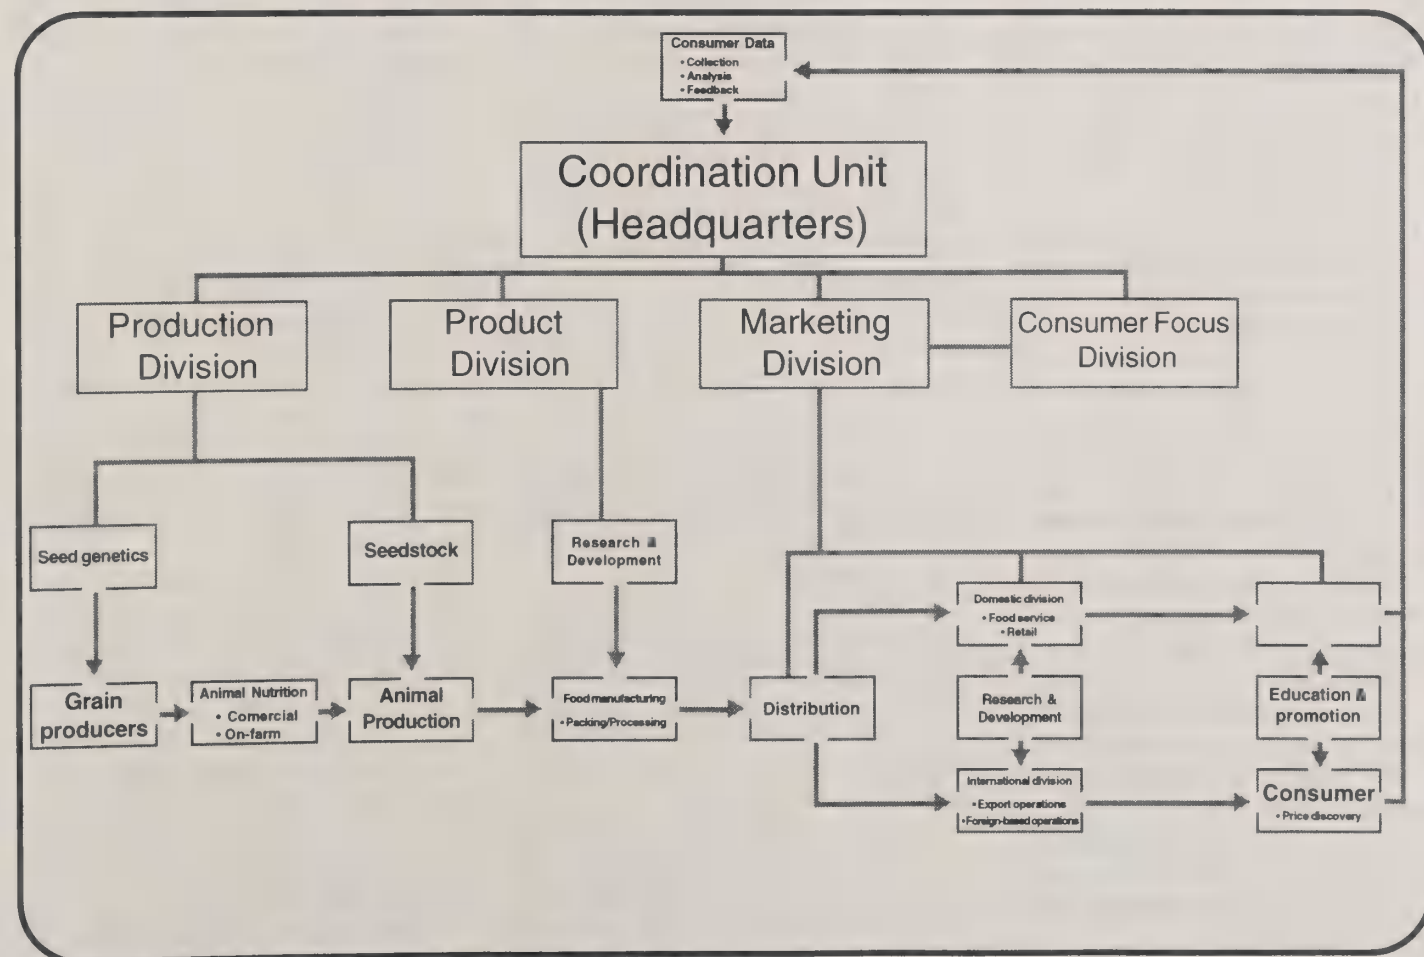 Consumer Data
• Collection
• Analysis
• Feedback
Coordination Unit
(Headquarters)
Production
Division
Product
Division
Marketing
Division
Consumer Focus
Division
Seed genetics
Seedstock
Research &
Development
Domestic division
• Food service
• Retail
Grain
producers
Animal Nutrition
• Comercial
• On-farm
Animal
Production
Food manufacturing
• Packing/Processing
Distribution
Research &
Development
Education &
promotion
International division
• Export operations
• Foreign-based operations
Consumer
• Price discovery